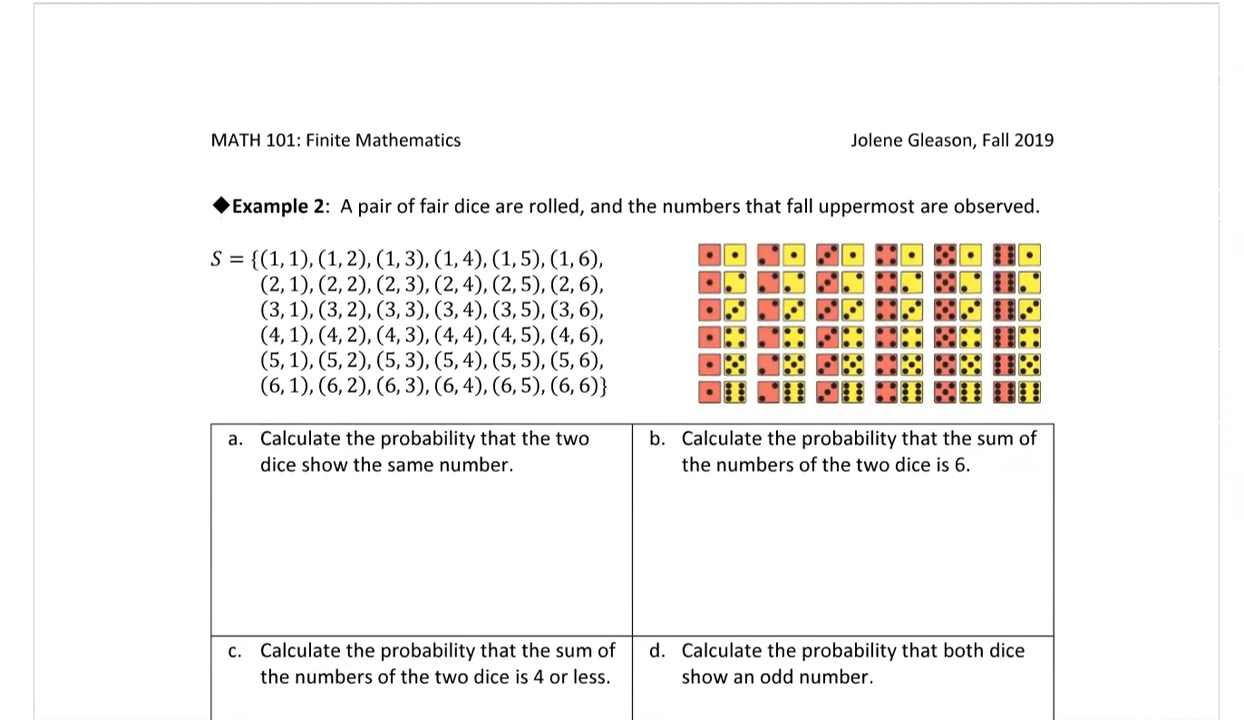 MATH 101: Finite Mathematics
Jolene Gleason, Fall 2019
◆Example 2: A pair of fair dice are rolled, and the numbers that fall uppermost are observed.
S = {(1, 1), (1, 2), (1, 3), (1, 4), (1, 5), (1, 6),
(2, 1), (2, 2), (2, 3), (2, 4), (2, 5), (2, 6),
(3, 1), (3, 2), (3, 3), (3, 4), (3, 5), (3, 6),
(4, 1), (4, 2), (4, 3), (4, 4), (4, 5), (4, 6),
(5, 1), (5, 2), (5, 3), (5, 4), (5, 5), (5, 6),
(6, 1), (6, 2), (6, 3), (6, 4), (6, 5), (6, 6)}
a. Calculate the probability that the two
dice show the same number.
b. Calculate the probability that the sum of
the numbers of the two dice is 6.
c. Calculate the probability that the sum of
the numbers of the two dice is 4 or less.
d. Calculate the probability that both dice
show an odd number.